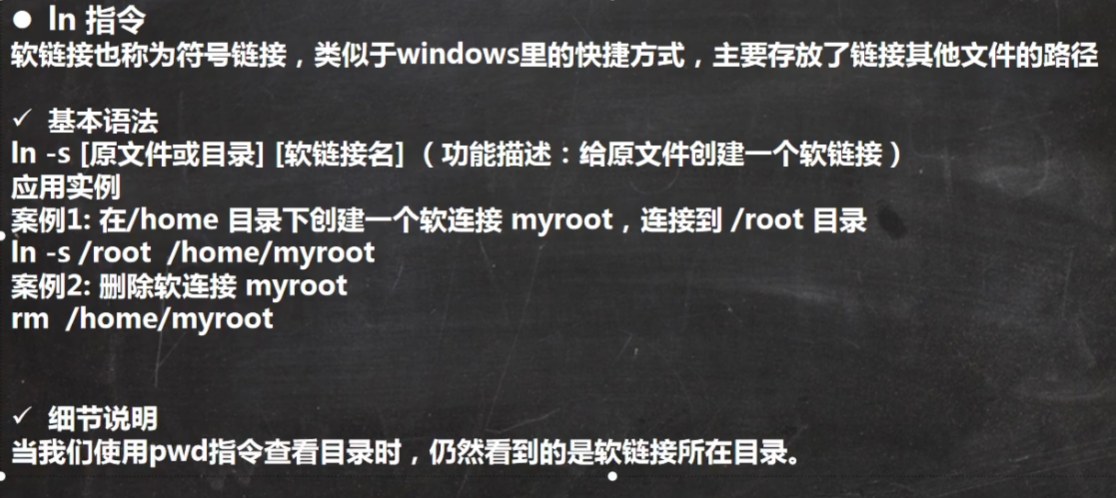 ● ln 指令
软链接也称为符号链接，类似于windows里的快捷方式，主要存放了链接其他文件的路径
✓ 基本语法
ln -s [原文件或目录] [软链接名] （功能描述：给原文件创建一个软链接）
应用实例
案例1: 在/home 目录下创建一个软连接 myroot，连接到 /root 目录
ln -s /root  /home/myroot
案例2: 删除软连接 myroot
rm  /home/myroot
✓ 细节说明
当我们使用pwd指令查看目录时，仍然看到的是软链接所在目录。